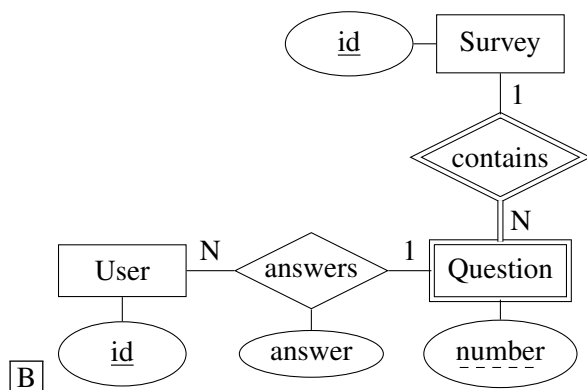 id Survey
1
contains
N
User N answers 1 Question
id answer number
B